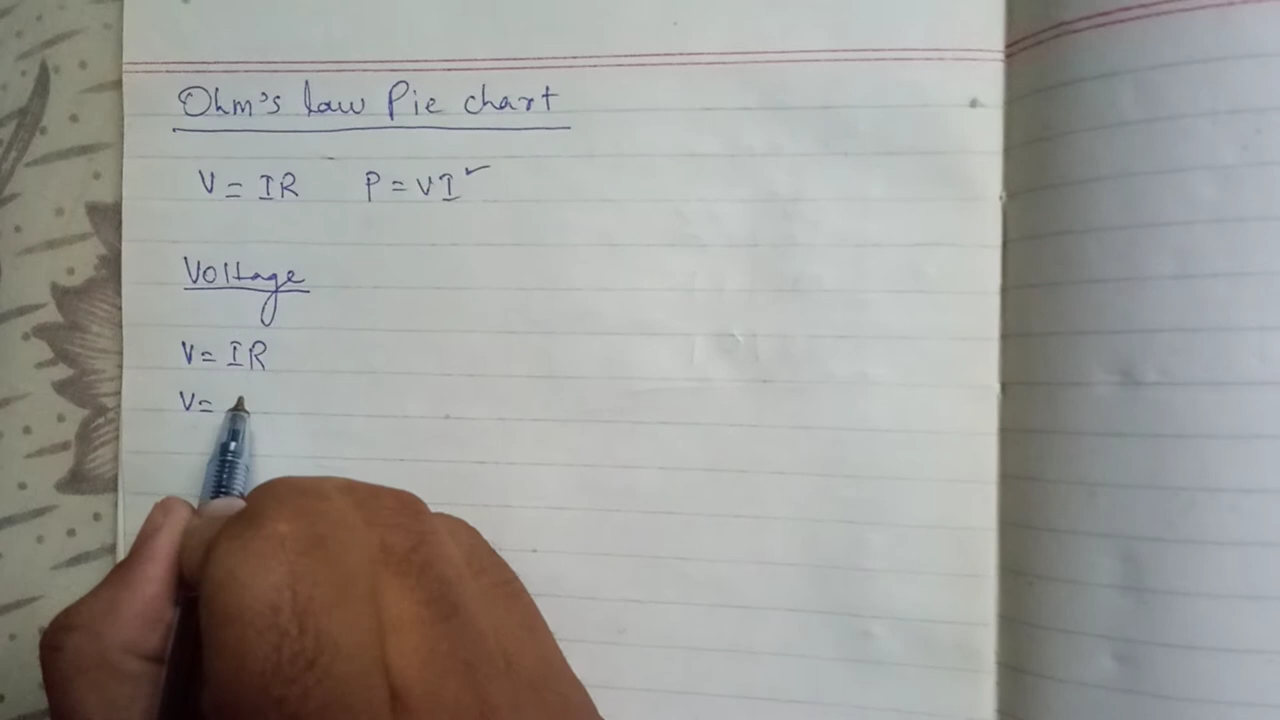 Ohm's law Pie chart
V = IR P = VI ✓
Voltage
V = IR
V =